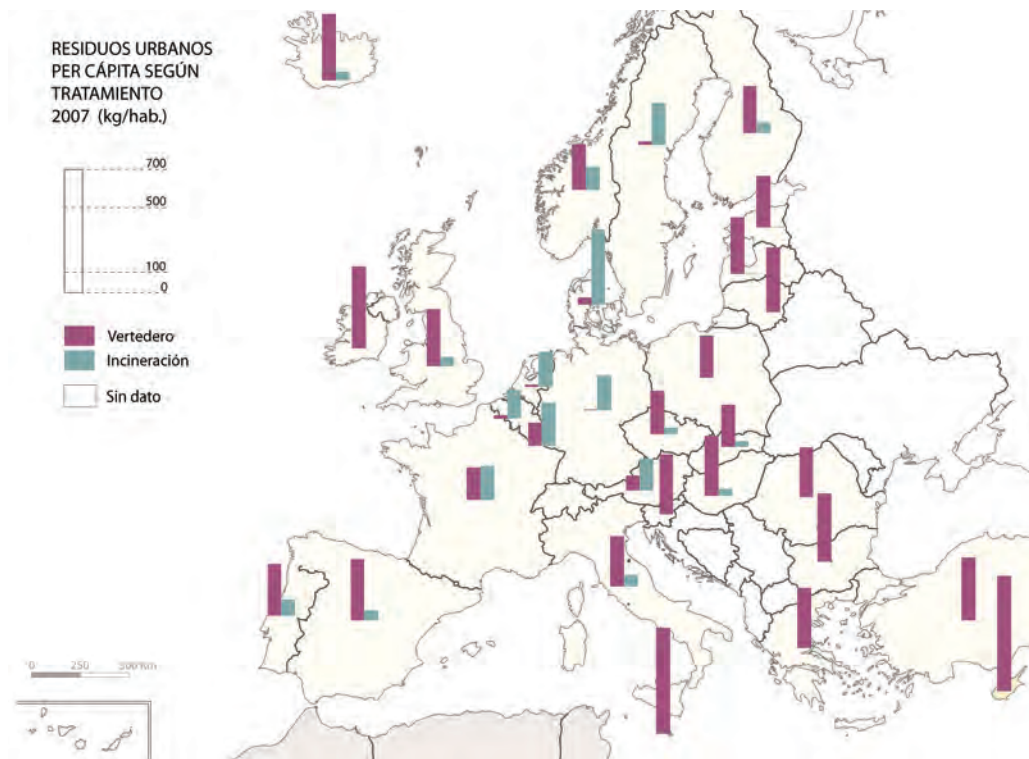 RESIDUOS URBANOS
PER CÁPITA SEGÚN
TRATAMIENTO
2007 (kg/hab.)
700
500
100
0
Vertedero
Incineración
Sin dato
0 250 500 Km